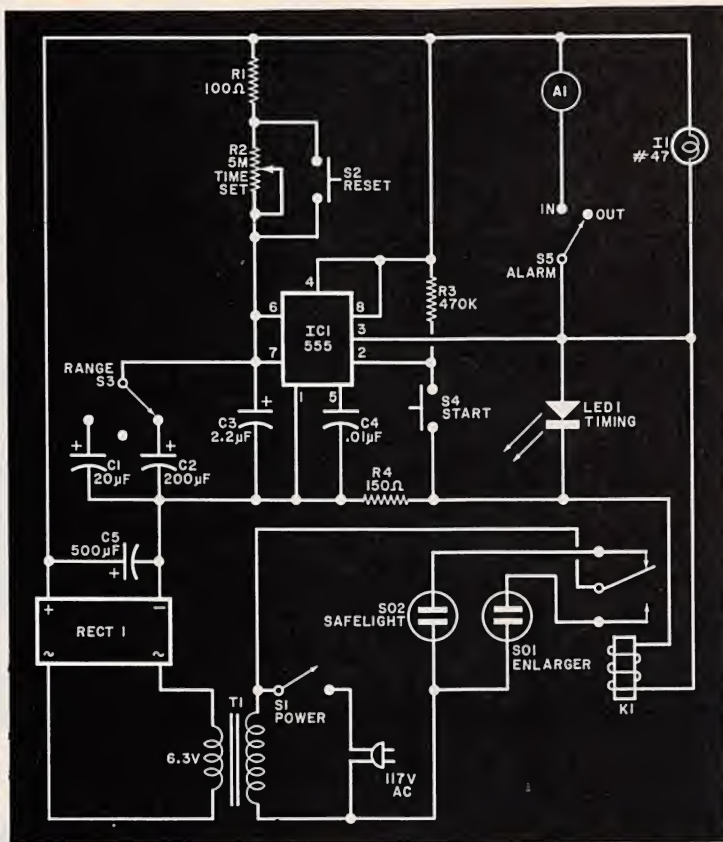 R1
100Ω
A1
I1
#47
R2
5M
TIME
SET
S2
RESET
IN
OUT
S5
ALARM
4
R3
470K
6
IC1
555
8
3
7
2
1
5
RANGE
S3
S4
START
LED1
TIMING
+
C3
2.2µF
C4
.01µF
+
C1
20µF
+
C2
200µF
R4
150Ω
C5
500µF
+
+
−
RECT 1
~
~
SO2
SAFELIGHT
SO1
ENLARGER
K1
T1
S1
POWER
6.3V
117V
AC